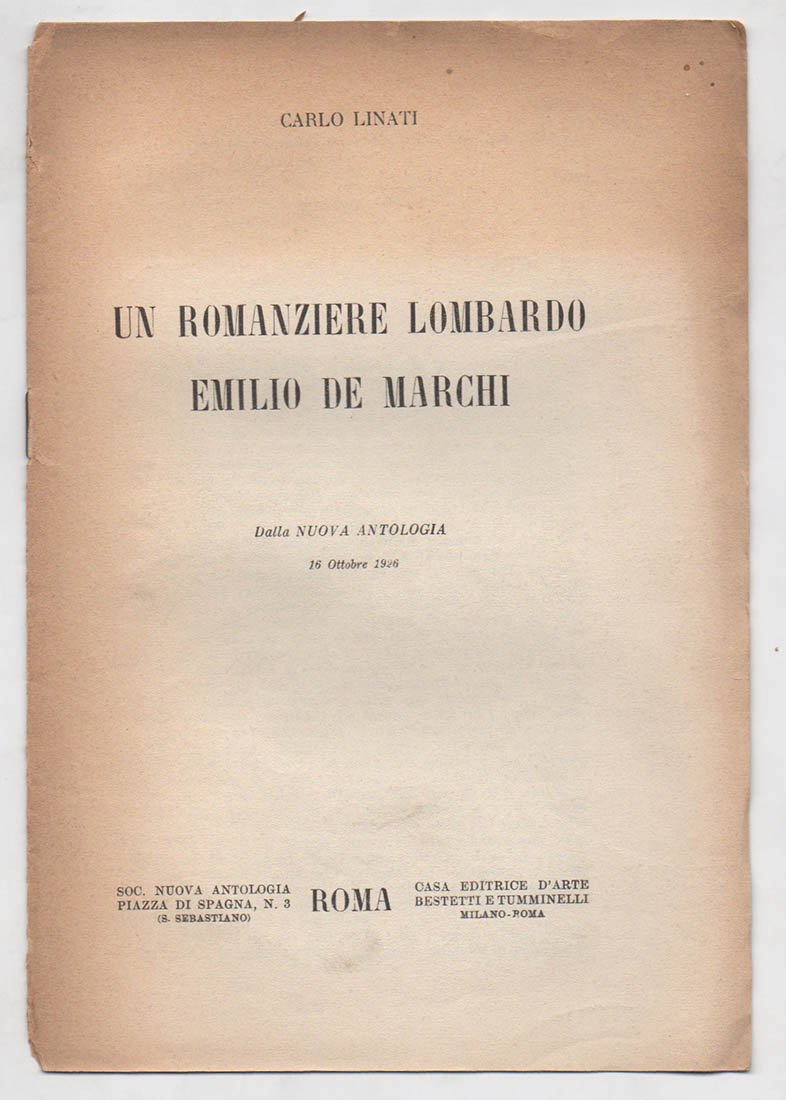 CARLO LINATI
UN ROMANZIERE LOMBARDO
EMILIO DE MARCHI
Dalla NUOVA ANTOLOGIA
16 Ottobre 1926
SOC. NUOVA ANTOLOGIA
PIAZZA DI SPAGNA, N. 3
(S. SEBASTIANO)
ROMA
CASA EDITRICE D'ARTE
BESTETTI E TUMMINELLI
MILANO-ROMA